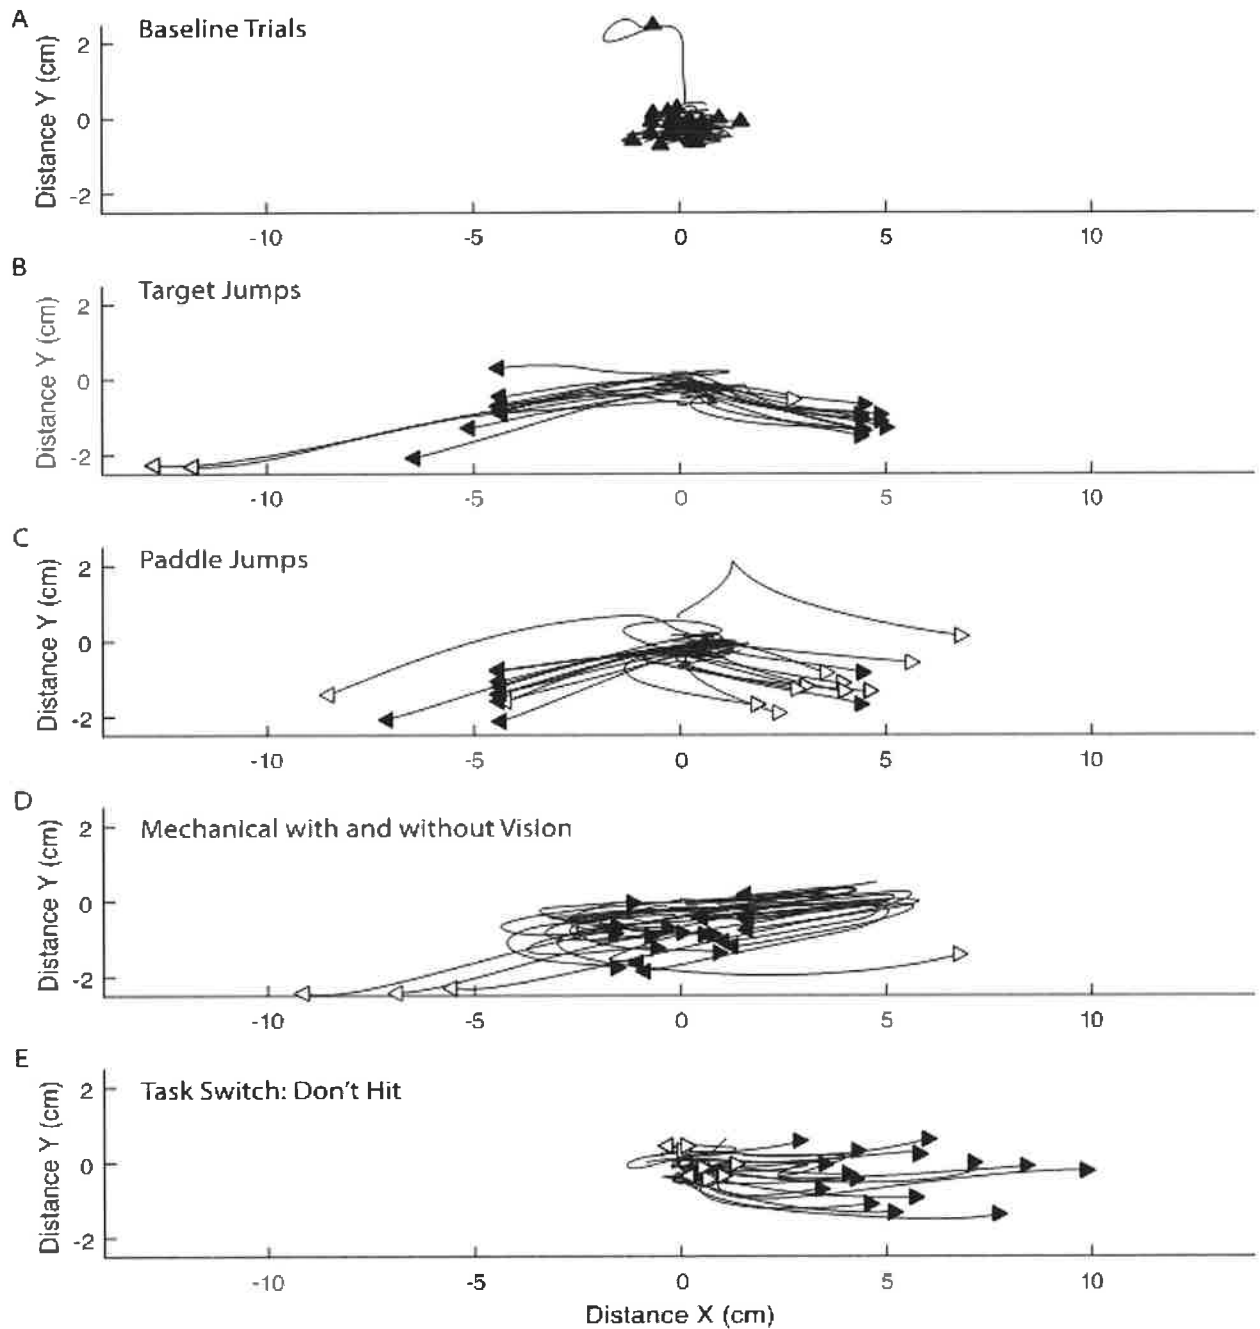 A
Baseline Trials
Distance Y (cm)
2
0
-2
-10 -5 0 5 10
B
Target Jumps
Distance Y (cm)
2
0
-2
-10 -5 0 5 10
C
Paddle Jumps
Distance Y (cm)
2
0
-2
-10 -5 0 5 10
D
Mechanical with and without Vision
Distance Y (cm)
2
0
-2
-10 -5 0 5 10
E
Task Switch: Don't Hit
Distance Y (cm)
2
0
-2
-10 -5 0 5 10
Distance X (cm)